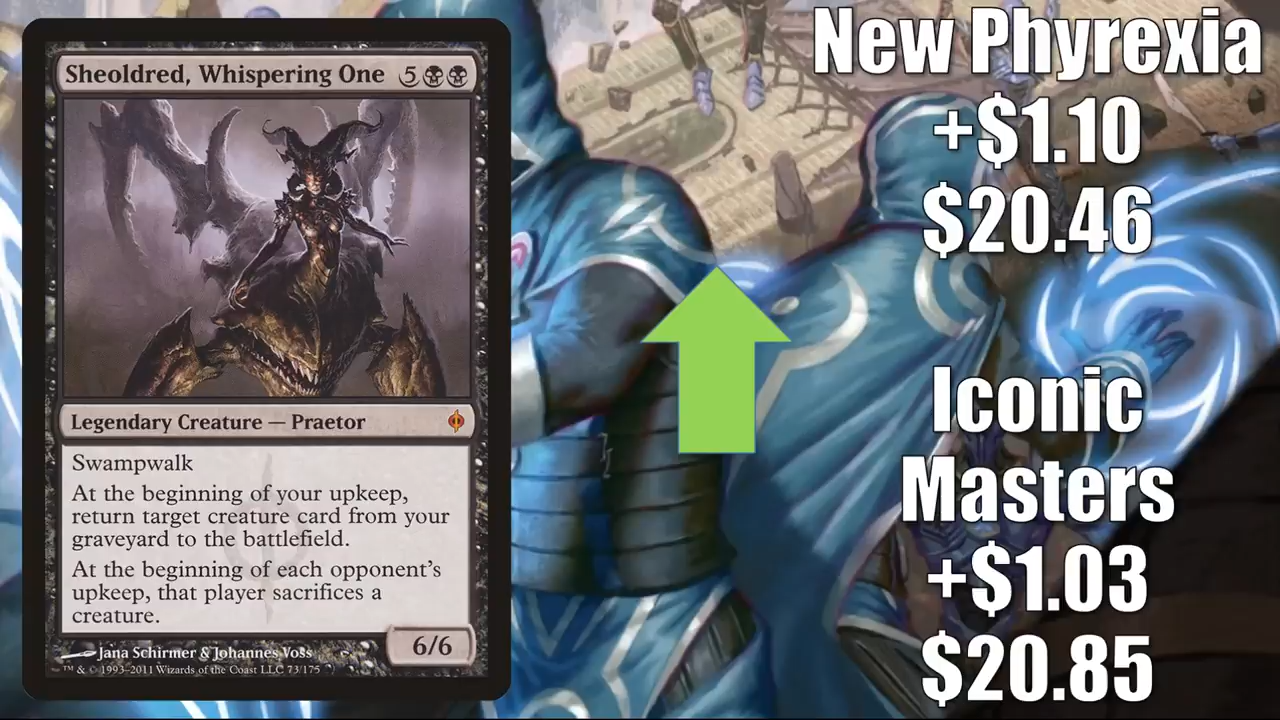 Sheoldred, Whispering One 5
Legendary Creature — Praetor
Swampwalk
At the beginning of your upkeep,
return target creature card from your
graveyard to the battlefield.
At the beginning of each opponent's
upkeep, that player sacrifices a
creature.
6/6
Jana Schirmer & Johannes Voss
™ & © 1993–2011 Wizards of the Coast LLC 73/175
New Phyrexia
+$1.10
$20.46
Iconic
Masters
+$1.03
$20.85